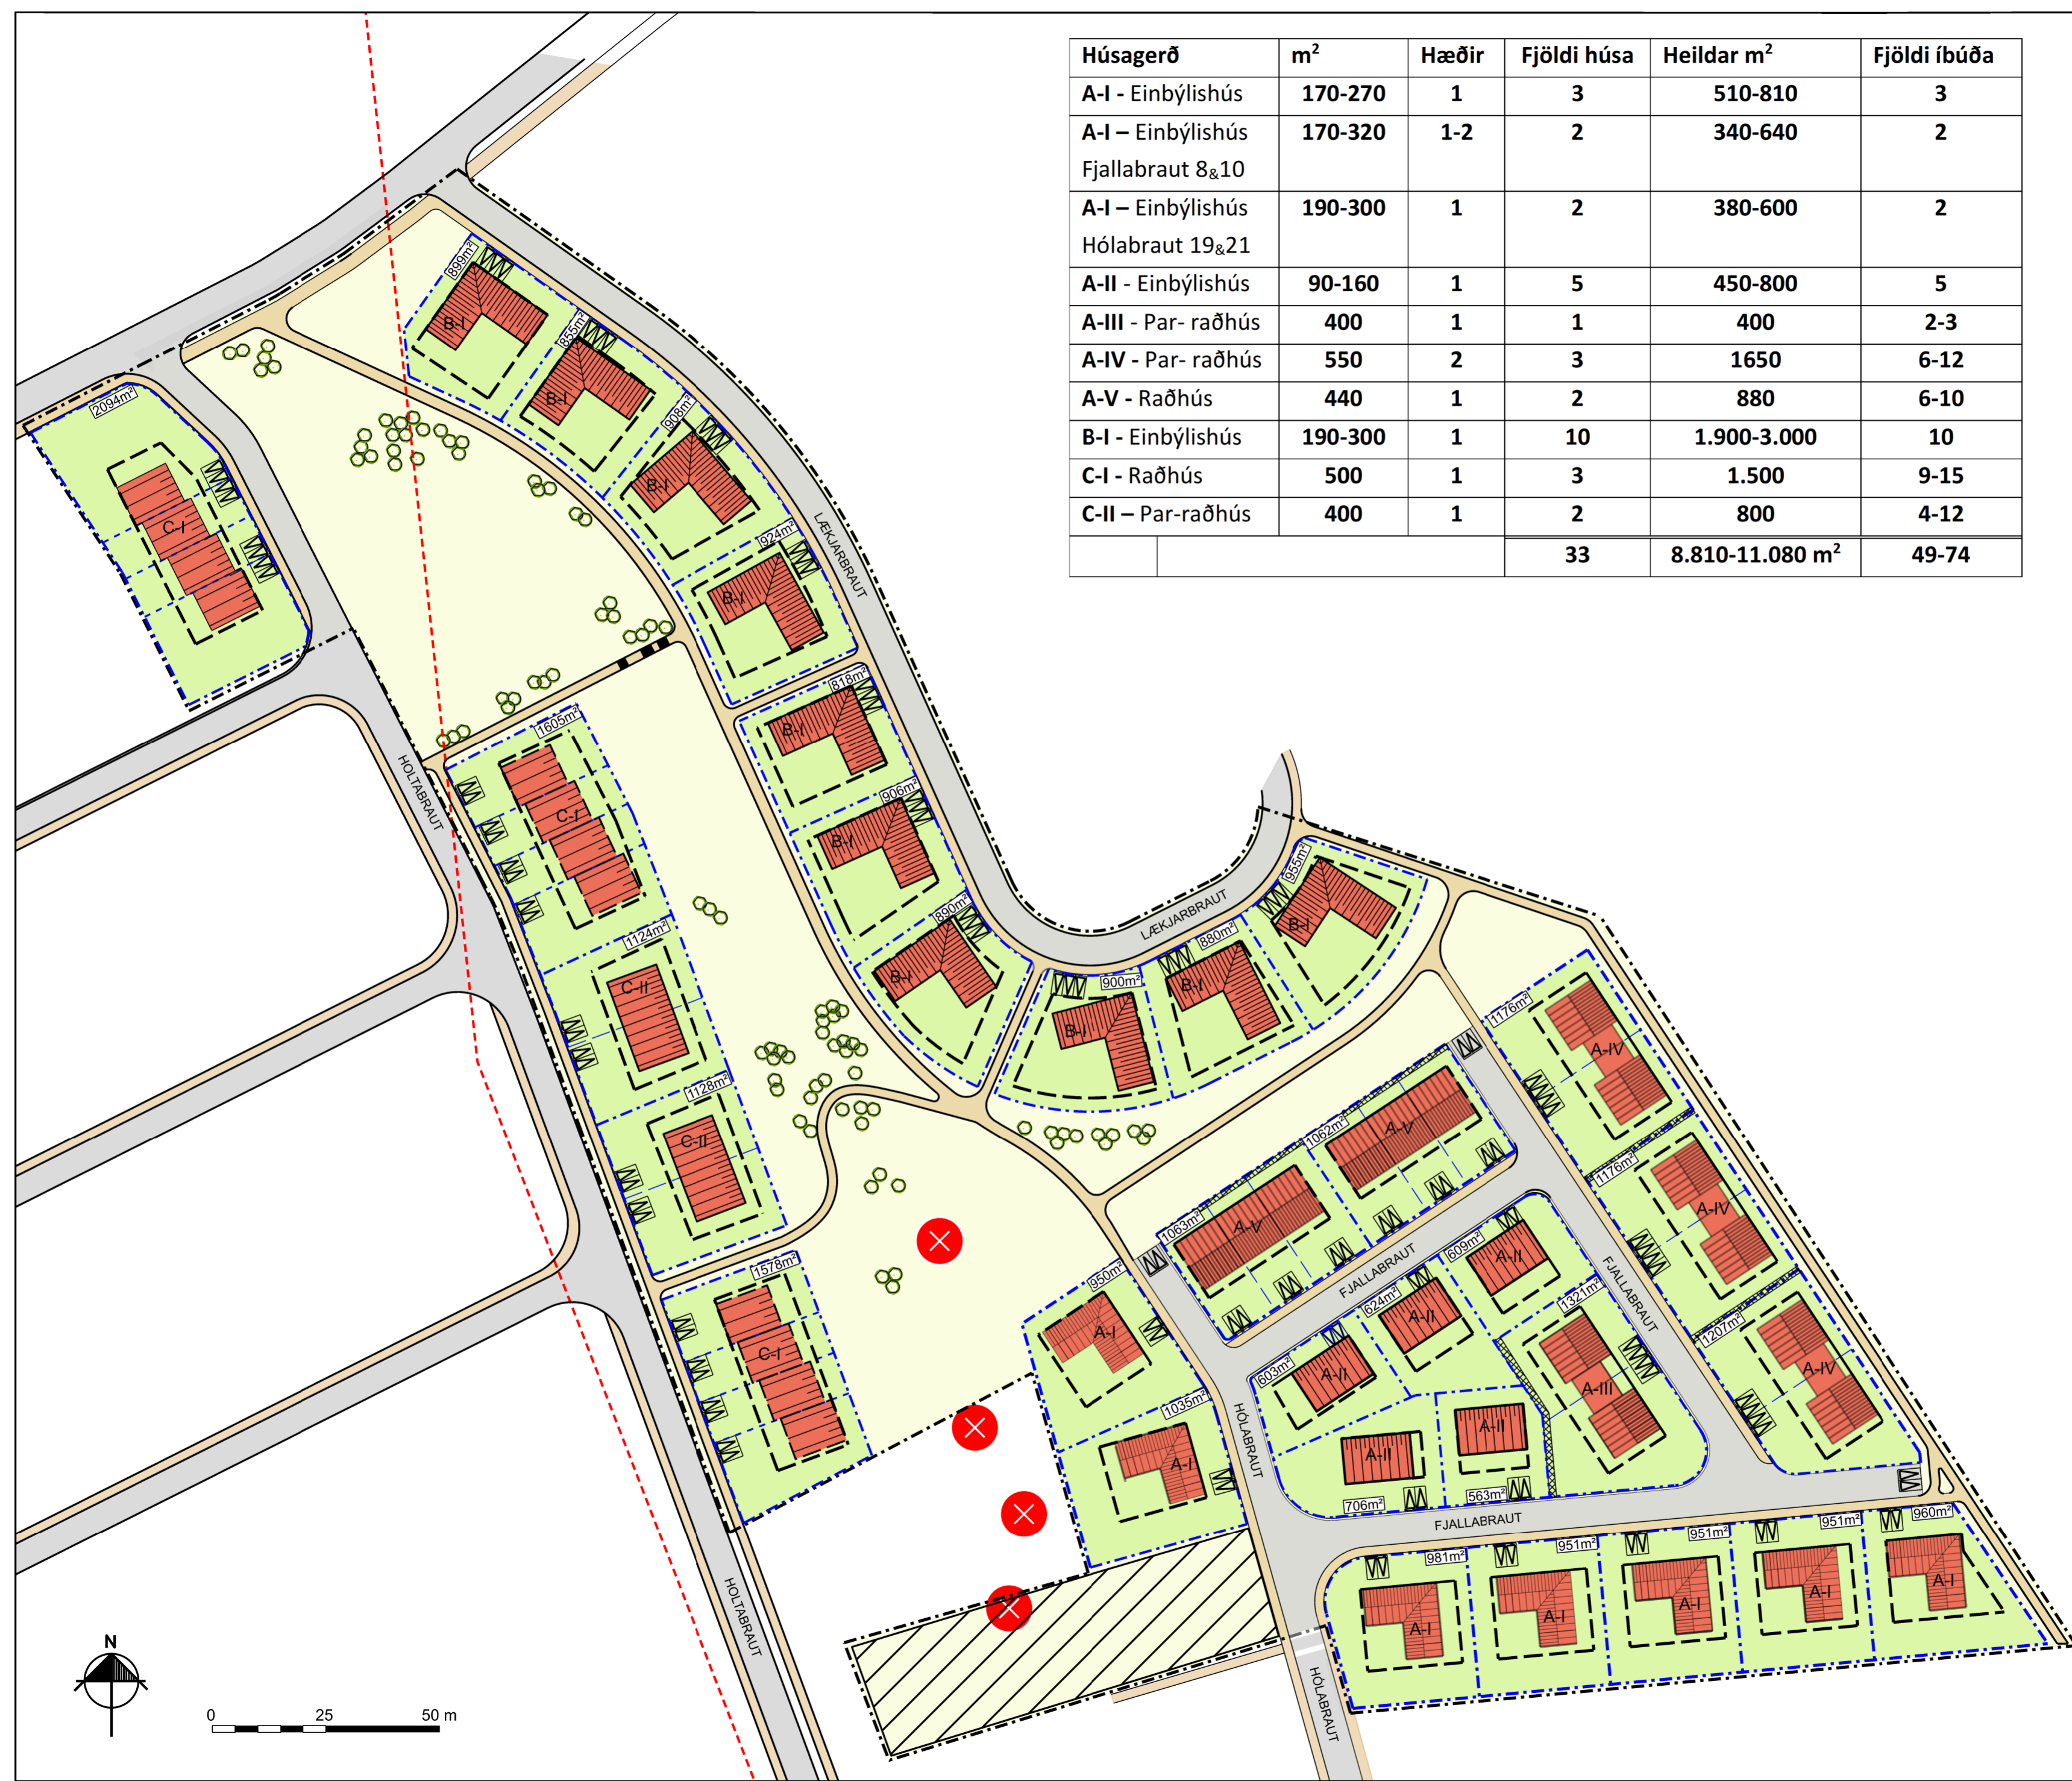 Húsagerð m² Hæðir Fjöldi húsa Heildar m² Fjöldi íbúða
A-I - Einbýlishús 170-270 1 3 510-810 3
A-I – Einbýlishús 170-320 1-2 2 340-640 2
Fjallabraut 8&10
A-I – Einbýlishús 190-300 1 2 380-600 2
Hólabraut 19&21
A-II - Einbýlishús 90-160 1 5 450-800 5
A-III - Par- raðhús 400 1 1 400 2-3
A-IV - Par- raðhús 550 2 3 1650 6-12
A-V - Raðhús 440 1 2 880 6-10
B-I - Einbýlishús 190-300 1 10 1.900-3.000 10
C-I - Raðhús 500 1 3 1.500 9-15
C-II – Par-raðhús 400 1 2 800 4-12
33 8.810-11.080 m² 49-74
899m²
B-I
855m²
B-I
908m²
B-I
924m²
B-I
LÆKJARBRAUT
2094m²
C-I
818m²
B-I
906m²
B-I
890m²
B-I
LÆKJARBRAUT
900m²
B-I
880m²
B-I
955m²
B-I
HOLTABRAUT
1605m²
C-I
1124m²
C-II
1128m²
C-II
1578m²
C-I
1176m²
A-IV
1176m²
A-IV
1207m²
A-IV
1062m²
A-V
1063m²
A-V
FJALLABRAUT
FJALLABRAUT
609m²
A-II
624m²
A-II
603m²
A-II
1321m²
A-III
950m²
A-I
1035m²
A-I
HÓLABRAUT
A-II
706m²
A-II
563m²
FJALLABRAUT
981m²
A-I
951m²
A-I
951m²
A-I
951m²
A-I
960m²
A-I
HOLTABRAUT
HÓLABRAUT
N
0 25 50 m